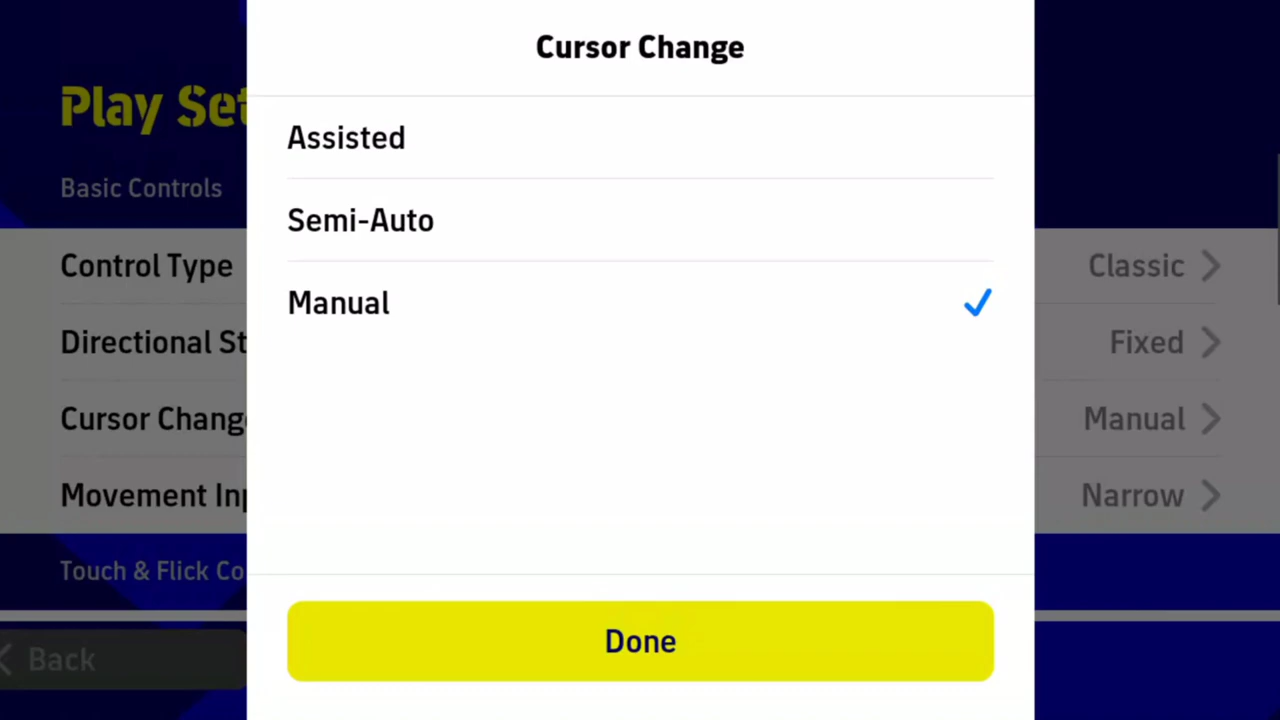 Cursor Change
Play Set
Basic Controls
Assisted
Semi-Auto
Manual
Control Type
Classic
Directional St
Fixed
Cursor Chang
Manual
Movement Inp
Narrow
Touch & Flick Co
Done
Back